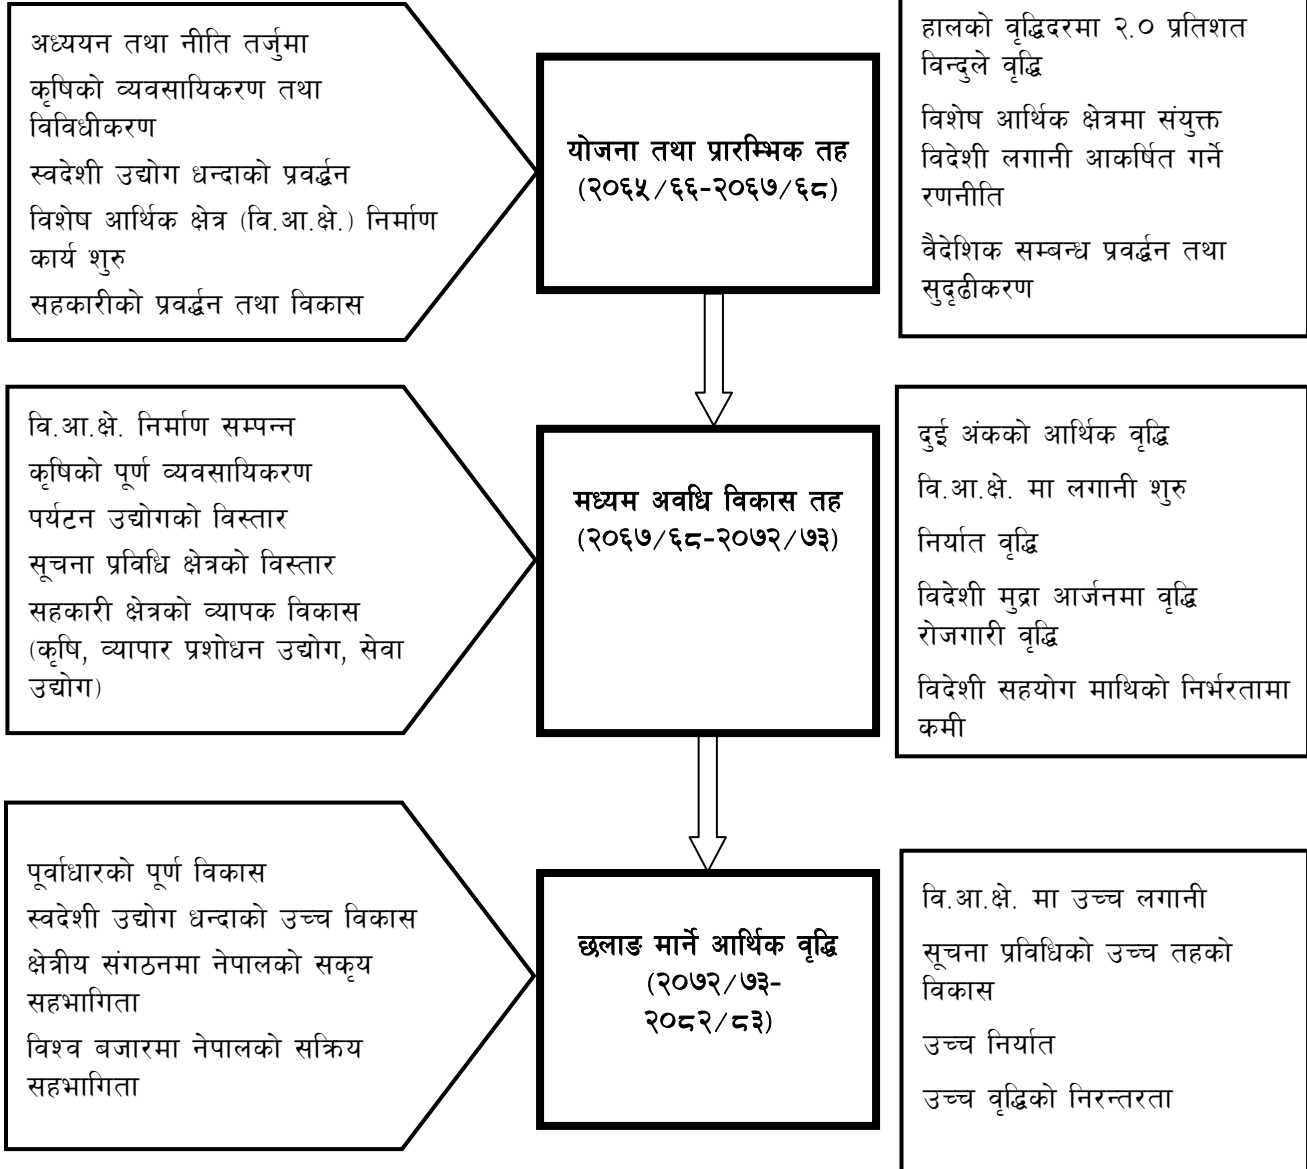 अध्ययन तथा नीति तर्जुमा
कृषिको व्यवसायिकरण तथा
विविधीकरण
स्वदेशी उद्योग धन्दाको प्रवर्द्धन
विशेष आर्थिक क्षेत्र (वि.आ.क्षे.) निर्माण
कार्य शुरु
सहकारीको प्रवर्द्धन तथा विकास
योजना तथा प्रारम्भिक तह
(२०६५/६६-२०६७/६८)
हालको वृद्धिदरमा २.० प्रतिशत
विन्दुले वृद्धि
विशेष आर्थिक क्षेत्रमा संयुक्त
विदेशी लगानी आकर्षित गर्ने
रणनीति
वैदेशिक सम्बन्ध प्रवर्द्धन तथा
सुदृढीकरण
वि.आ.क्षे. निर्माण सम्पन्न
कृषिको पूर्ण व्यवसायिकरण
पर्यटन उद्योगको विस्तार
सूचना प्रविधि क्षेत्रको विस्तार
सहकारी क्षेत्रको व्यापक विकास
(कृषि, व्यापार प्रशोधन उद्योग, सेवा
उद्योग)
मध्यम अवधि विकास तह
(२०६७/६८-२०७२/७३)
दुई अंकको आर्थिक वृद्धि
वि.आ.क्षे. मा लगानी शुरु
निर्यात वृद्धि
विदेशी मुद्रा आर्जनमा वृद्धि
रोजगारी वृद्धि
विदेशी सहयोग माथिको निर्भरतामा
कमी
पूर्वाधारको पूर्ण विकास
स्वदेशी उद्योग धन्दाको उच्च विकास
क्षेत्रीय संगठनमा नेपालको सकृय
सहभागिता
विश्व बजारमा नेपालको सक्रिय
सहभागिता
छलाङ मार्ने आर्थिक वृद्धि
(२०७२/७३-
२०८२/८३)
वि.आ.क्षे. मा उच्च लगानी
सूचना प्रविधिको उच्च तहको
विकास
उच्च निर्यात
उच्च वृद्धिको निरन्तरता